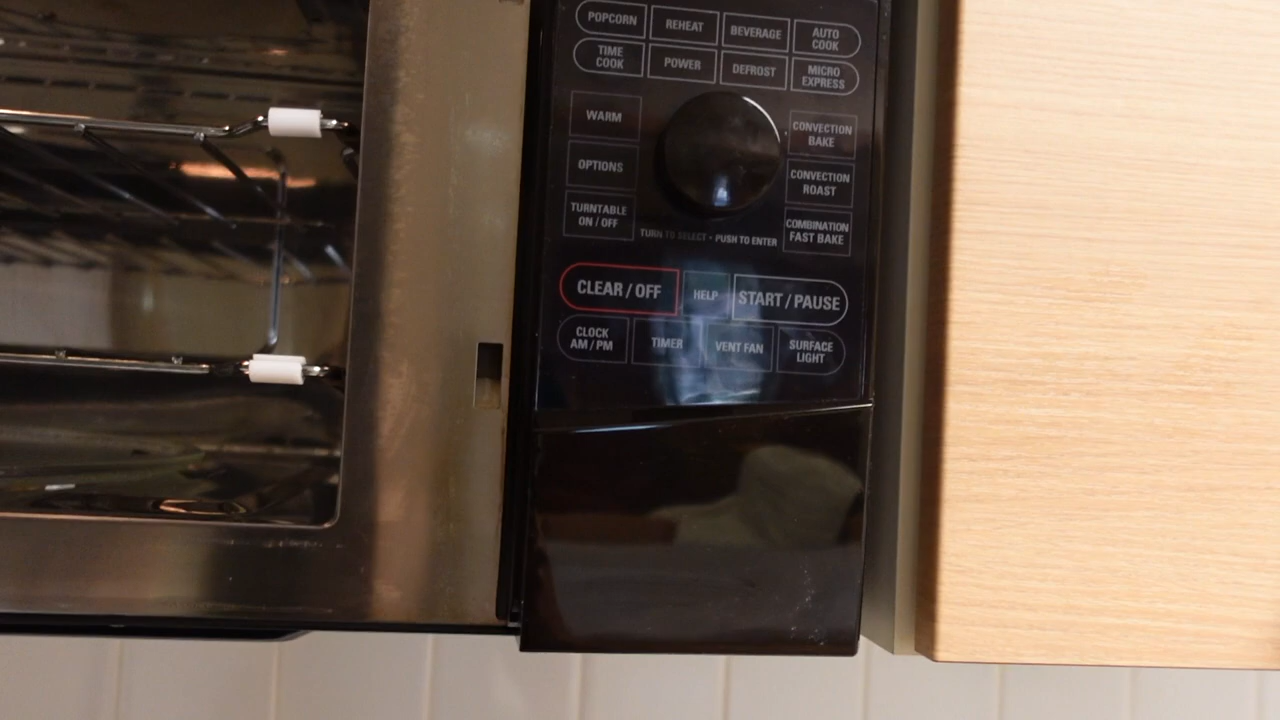 POPCORN
REHEAT
BEVERAGE
AUTO
COOK
TIME
COOK
POWER
DEFROST
MICRO
EXPRESS
WARM
CONVECTION
BAKE
OPTIONS
CONVECTION
ROAST
TURNTABLE
ON / OFF
COMBINATION
FAST BAKE
TURN TO SELECT • PUSH TO ENTER
CLEAR / OFF
HELP
START / PAUSE
CLOCK
AM / PM
TIMER
VENT FAN
SURFACE
LIGHT